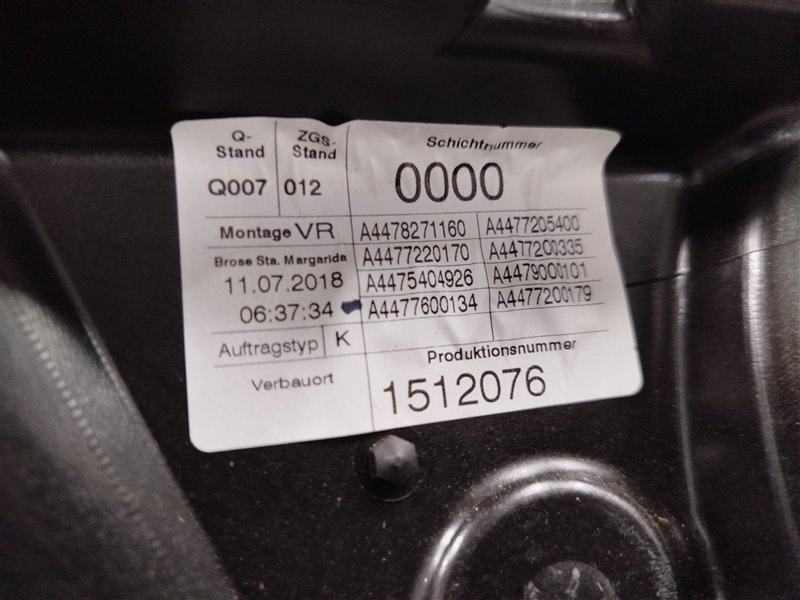 Q-Stand
ZGS-Stand
Schichtnummer
Q007
012
0000
Montage VR
A4478271160
A4477205400
Brose Sta. Margarida
A4477220170
A4477200335
11.07.2018
A4475404926
A4479000101
06:37:34
A4477600134
A4477200179
Auftragstyp
K
Produktionsnummer
Verbauort
1512076